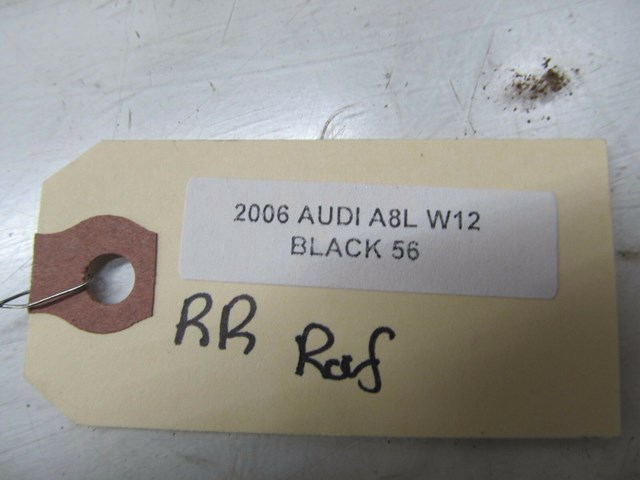 2006 AUDI A8L W12
BLACK 56
RR Raf